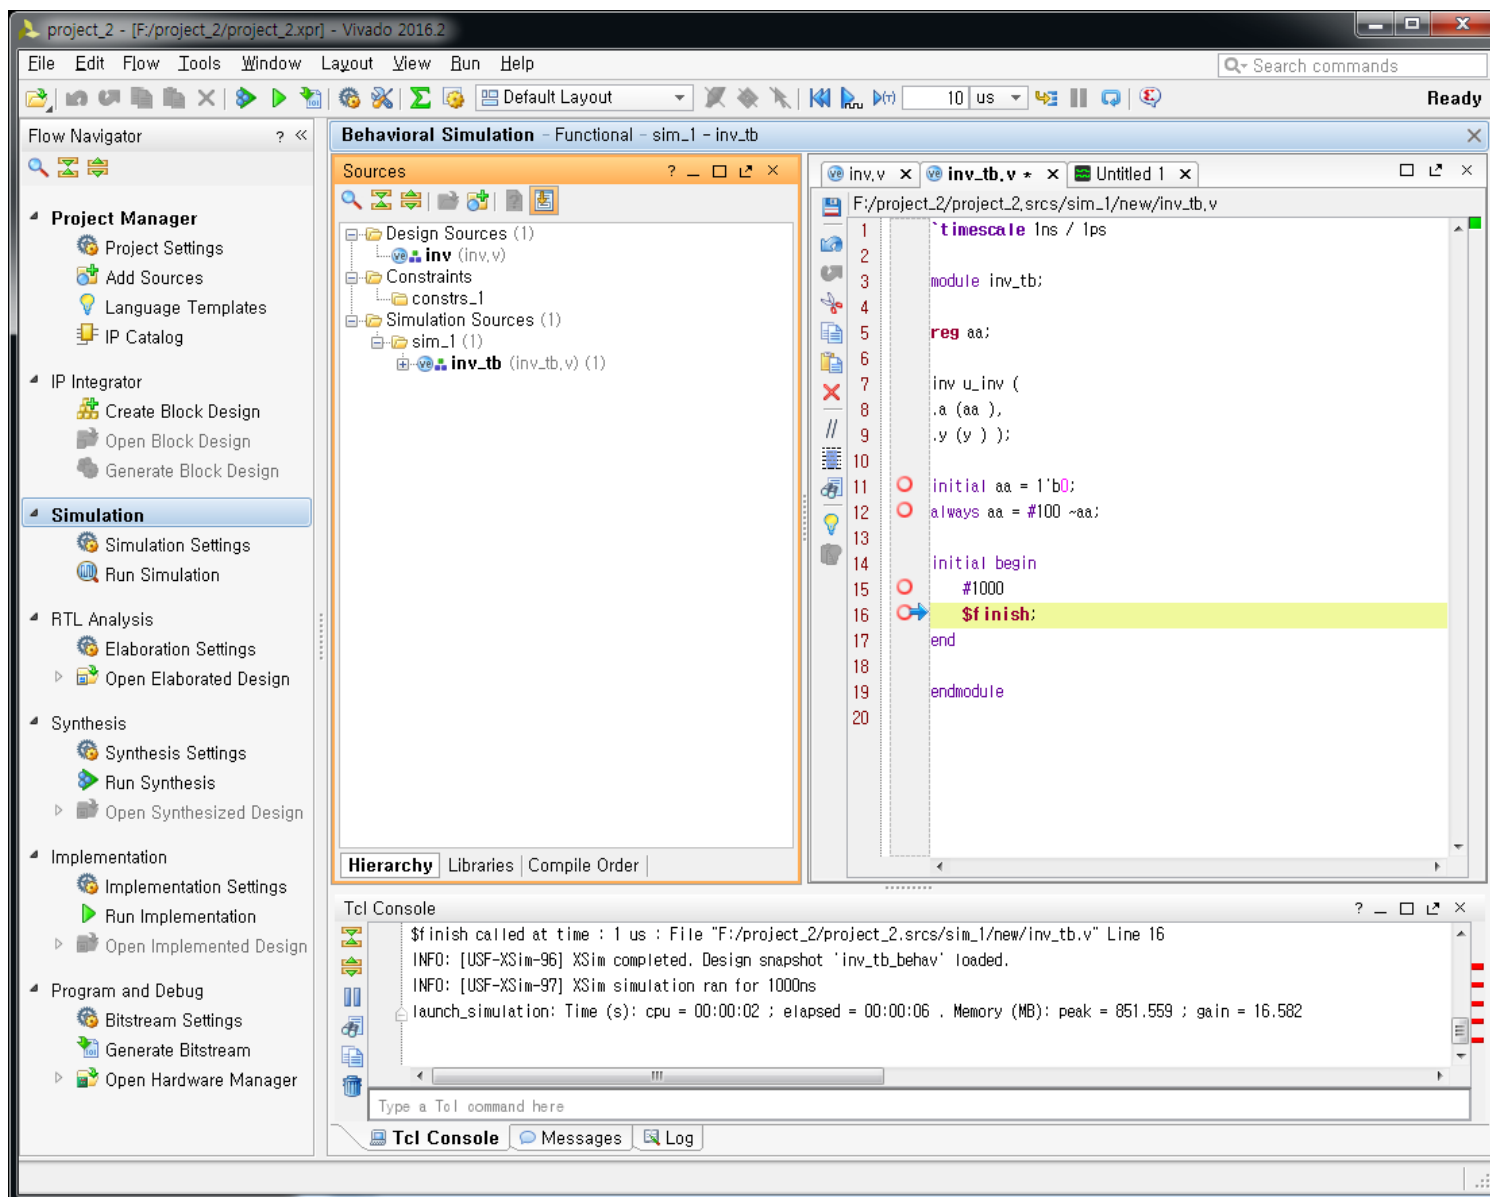 project_2 - [F:/project_2/project_2.xpr] - Vivado 2016.2
File Edit Flow Tools Window Layout View Run Help
Search commands
Default Layout
10 us
Ready
Flow Navigator
Project Manager
Project Settings
Add Sources
Language Templates
IP Catalog
IP Integrator
Create Block Design
Open Block Design
Generate Block Design
Simulation
Simulation Settings
Run Simulation
RTL Analysis
Elaboration Settings
Open Elaborated Design
Synthesis
Synthesis Settings
Run Synthesis
Open Synthesized Design
Implementation
Implementation Settings
Run Implementation
Open Implemented Design
Program and Debug
Bitstream Settings
Generate Bitstream
Open Hardware Manager
Behavioral Simulation - Functional - sim_1 - inv_tb
Sources
Design Sources (1)
inv (inv.v)
Constraints
constrs_1
Simulation Sources (1)
sim_1 (1)
inv_tb (inv_tb.v) (1)
Hierarchy Libraries Compile Order
inv.v inv_tb.v * Untitled 1
F:/project_2/project_2.srcs/sim_1/new/inv_tb.v
1 `timescale 1ns / 1ps
2
3 module inv_tb;
4
5 reg aa;
6
7 inv u_inv (
8 .a (aa ),
9 .y (y ) );
10
11 initial aa = 1'b0;
12 always aa = #100 ~aa;
13
14 initial begin
15 #1000
16 $finish;
17 end
18
19 endmodule
20
Tcl Console
$finish called at time : 1 us : File "F:/project_2/project_2.srcs/sim_1/new/inv_tb.v" Line 16
INFO: [USF-XSim-96] XSim completed. Design snapshot 'inv_tb_behav' loaded.
INFO: [USF-XSim-97] XSim simulation ran for 1000ns
launch_simulation: Time (s): cpu = 00:00:02 ; elapsed = 00:00:06 . Memory (MB): peak = 851.559 ; gain = 16.582
Type a Tcl command here
Tcl Console Messages Log